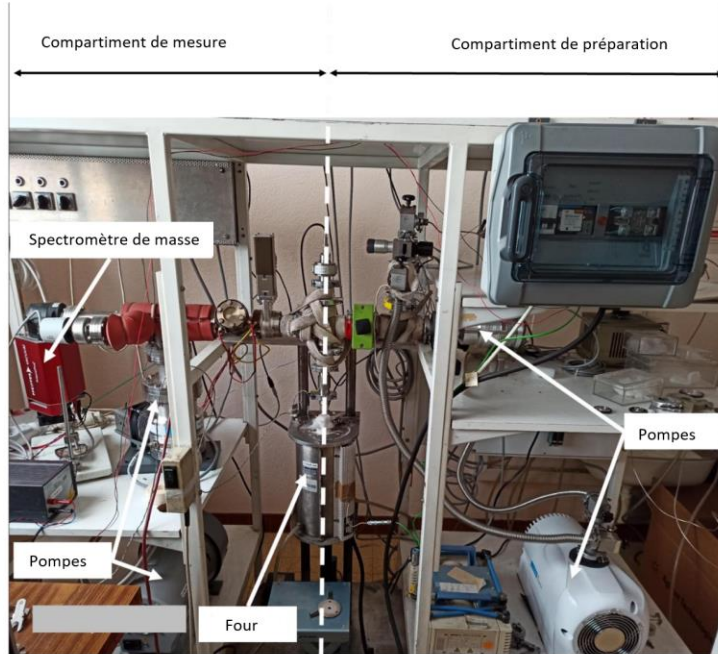 Compartiment de mesure
Compartiment de préparation
Spectromètre de masse
Pompes
Pompes
Four